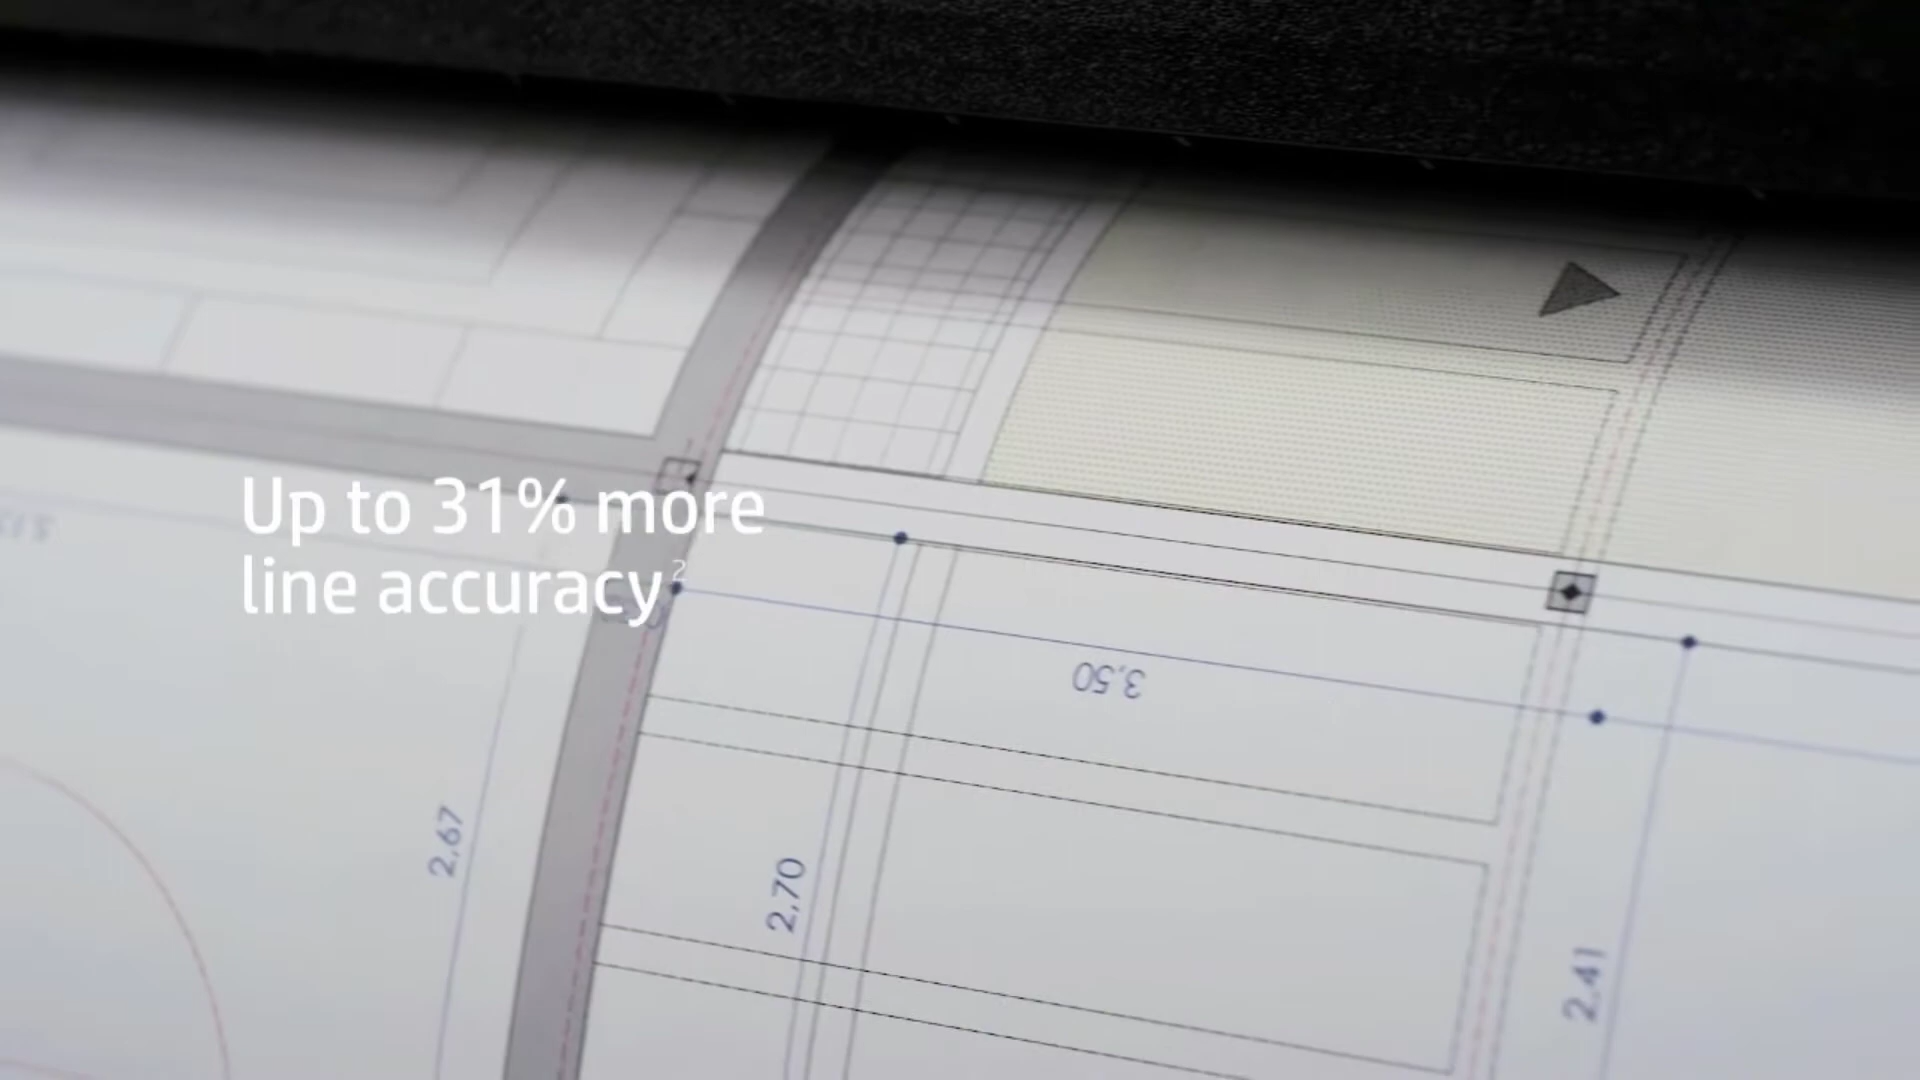 Up to 31% more
line accuracy²
3,50
2,67
2,70
2,41